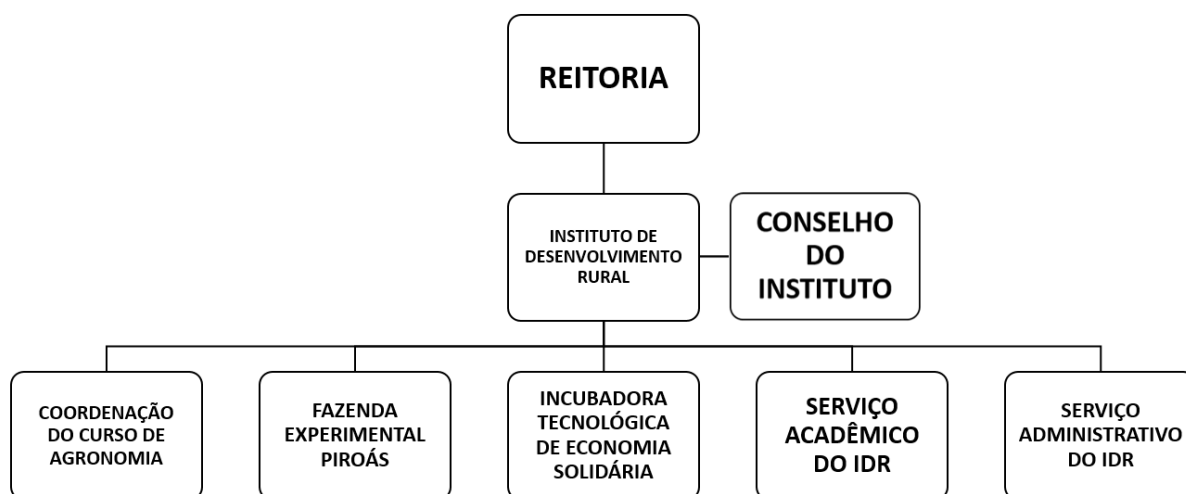 REITORIA
INSTITUTO DE
DESENVOLVIMENTO
RURAL
CONSELHO
DO
INSTITUTO
COORDENAÇÃO
DO CURSO DE
AGRONOMIA
FAZENDA
EXPERIMENTAL
PIROÁS
INCUBADORA
TECNOLÓGICA
DE ECONOMIA
SOLIDÁRIA
SERVIÇO
ACADÊMICO
DO IDR
SERVIÇO
ADMINISTRATIVO
DO IDR